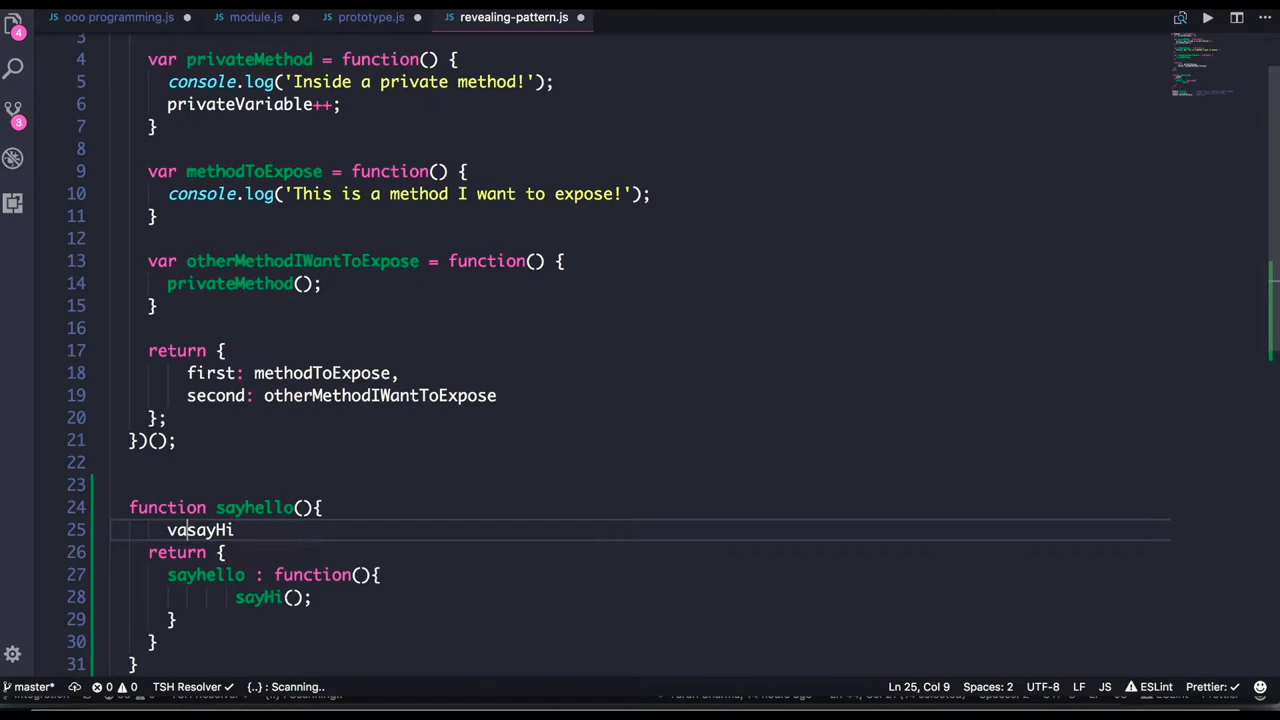 ooo programming.js module.js prototype.js revealing-pattern.js
4
3
4 var privateMethod = function() {
5 console.log('Inside a private method!');
6 privateVariable++;
7 }
8
9 var methodToExpose = function() {
10 console.log('This is a method I want to expose!');
11 }
12
13 var otherMethodIWantToExpose = function() {
14 privateMethod();
15 }
16
3
17 return {
18 first: methodToExpose,
19 second: otherMethodIWantToExpose
20 };
21 })();
22
23
24 function sayhello(){
25 vasayHi
26 return {
27 sayhello : function(){
28 sayHi();
29 }
30 }
31 }
master* 0 0 TSH Resolver {..} : Scanning.. Ln 25, Col 9 Spaces: 2 UTF-8 LF JS ESLint Prettier: